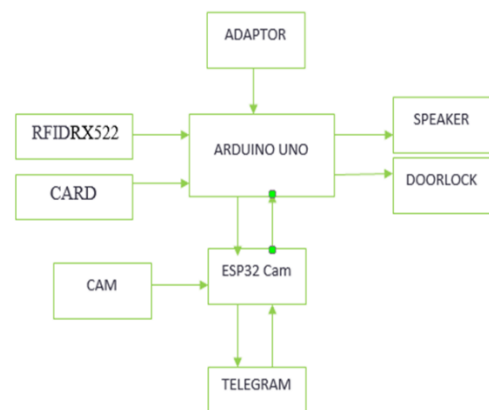 ADAPTOR
RFIDRX522
ARDUINO UNO
SPEAKER
CARD
DOORLOCK
CAM
ESP32 Cam
TELEGRAM